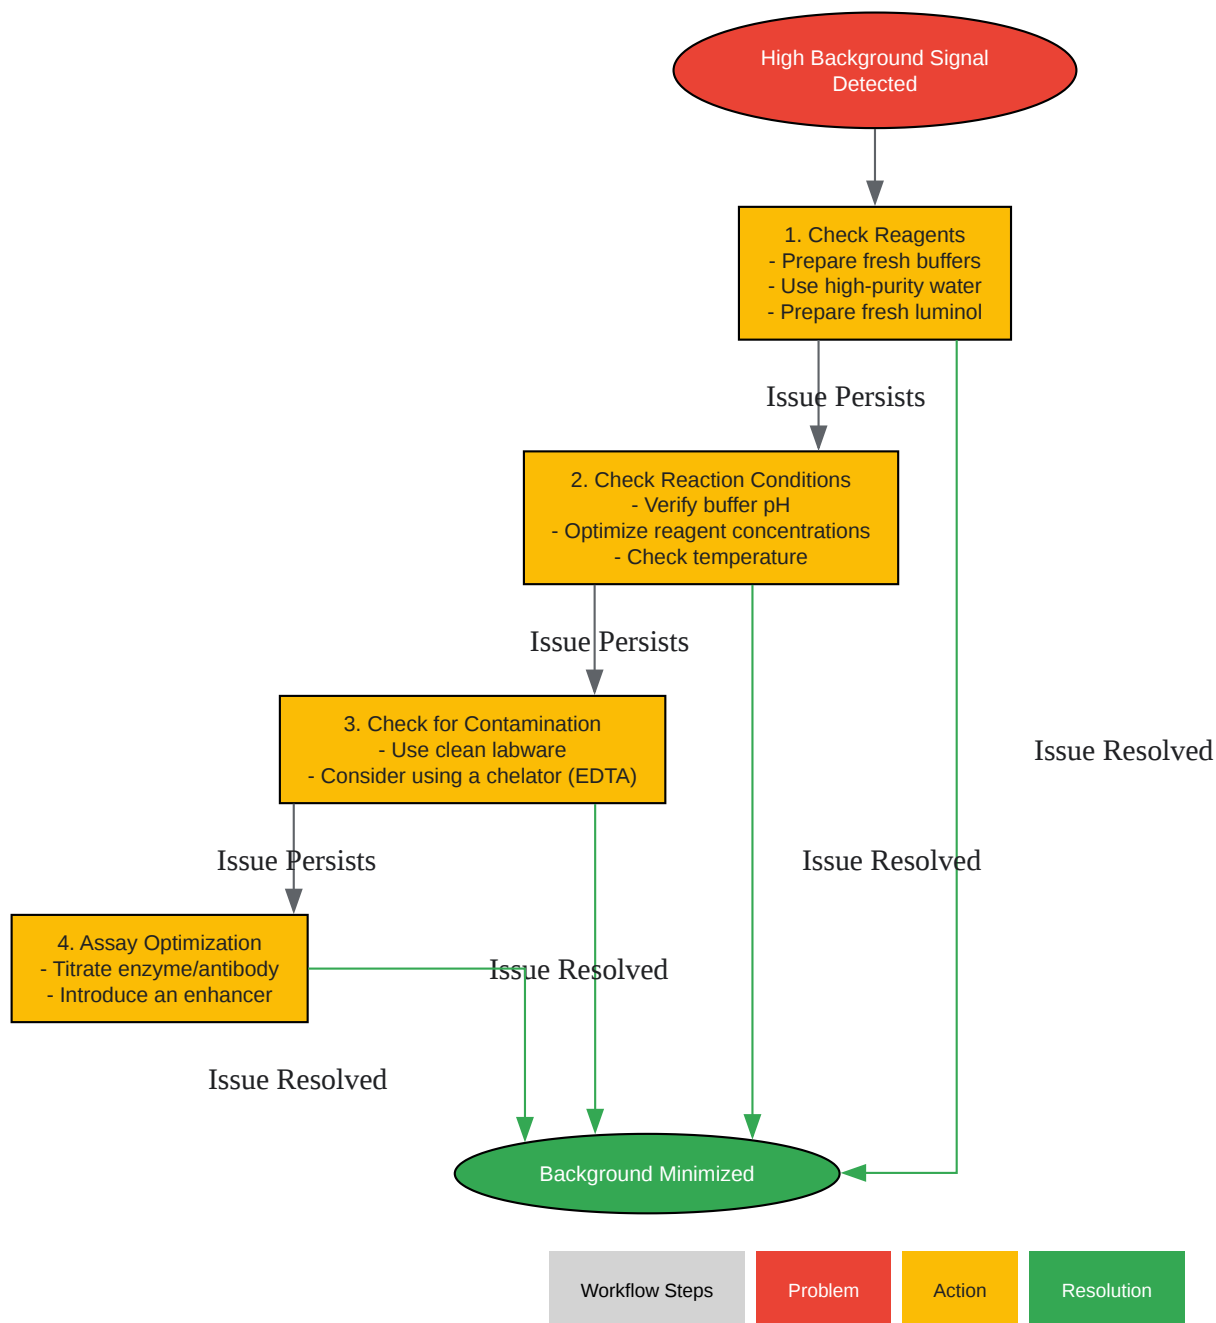 High Background Signal
Detected
1. Check Reagents
- Prepare fresh buffers
- Use high-purity water
- Prepare fresh luminol
Issue Persists
2. Check Reaction Conditions
- Verify buffer pH
- Optimize reagent concentrations
- Check temperature
Issue Persists
3. Check for Contamination
- Use clean labware
- Consider using a chelator (EDTA)
Issue Resolved
Issue Persists
Issue Resolved
4. Assay Optimization
- Titrate enzyme/antibody
- Introduce an enhancer
Issue Resolved
Issue Resolved
Background Minimized
Workflow Steps
Problem
Action
Resolution